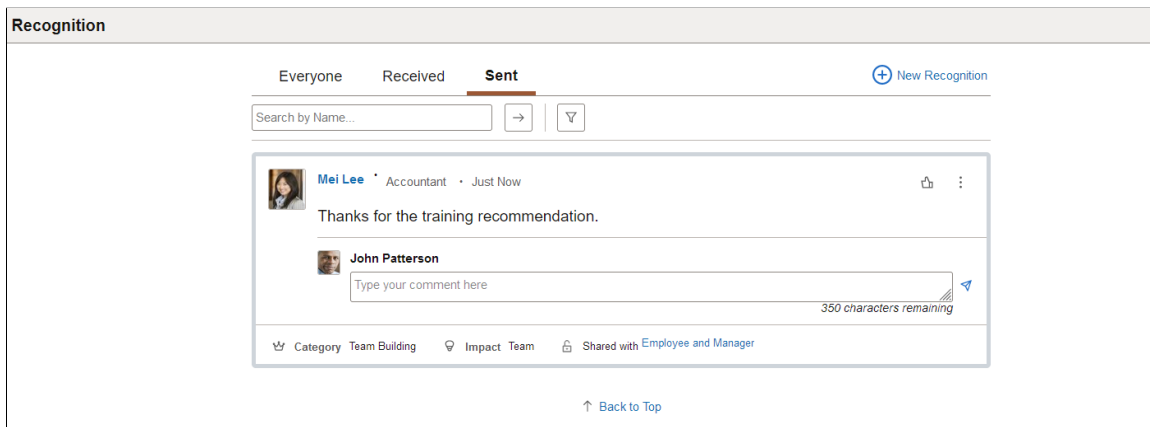 Recognition
Everyone Received Sent New Recognition
Search by Name...
Mei Lee • Accountant • Just Now
Thanks for the training recommendation.
John Patterson
Type your comment here
350 characters remaining
Category Team Building Impact Team Shared with Employee and Manager
Back to Top